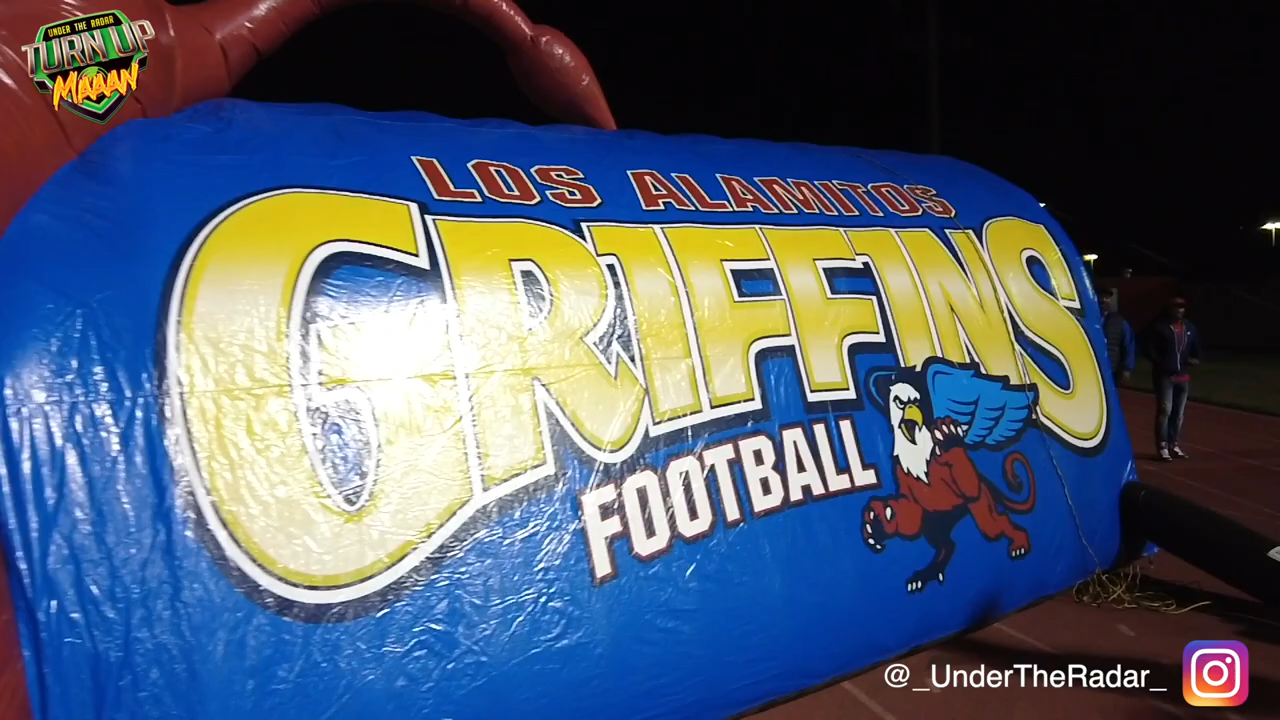 UNDER THE RADAR
TURN UP
MAAAN
LOS ALAMITOS
GRIFFINS
FOOTBALL
@_UnderTheRadar_